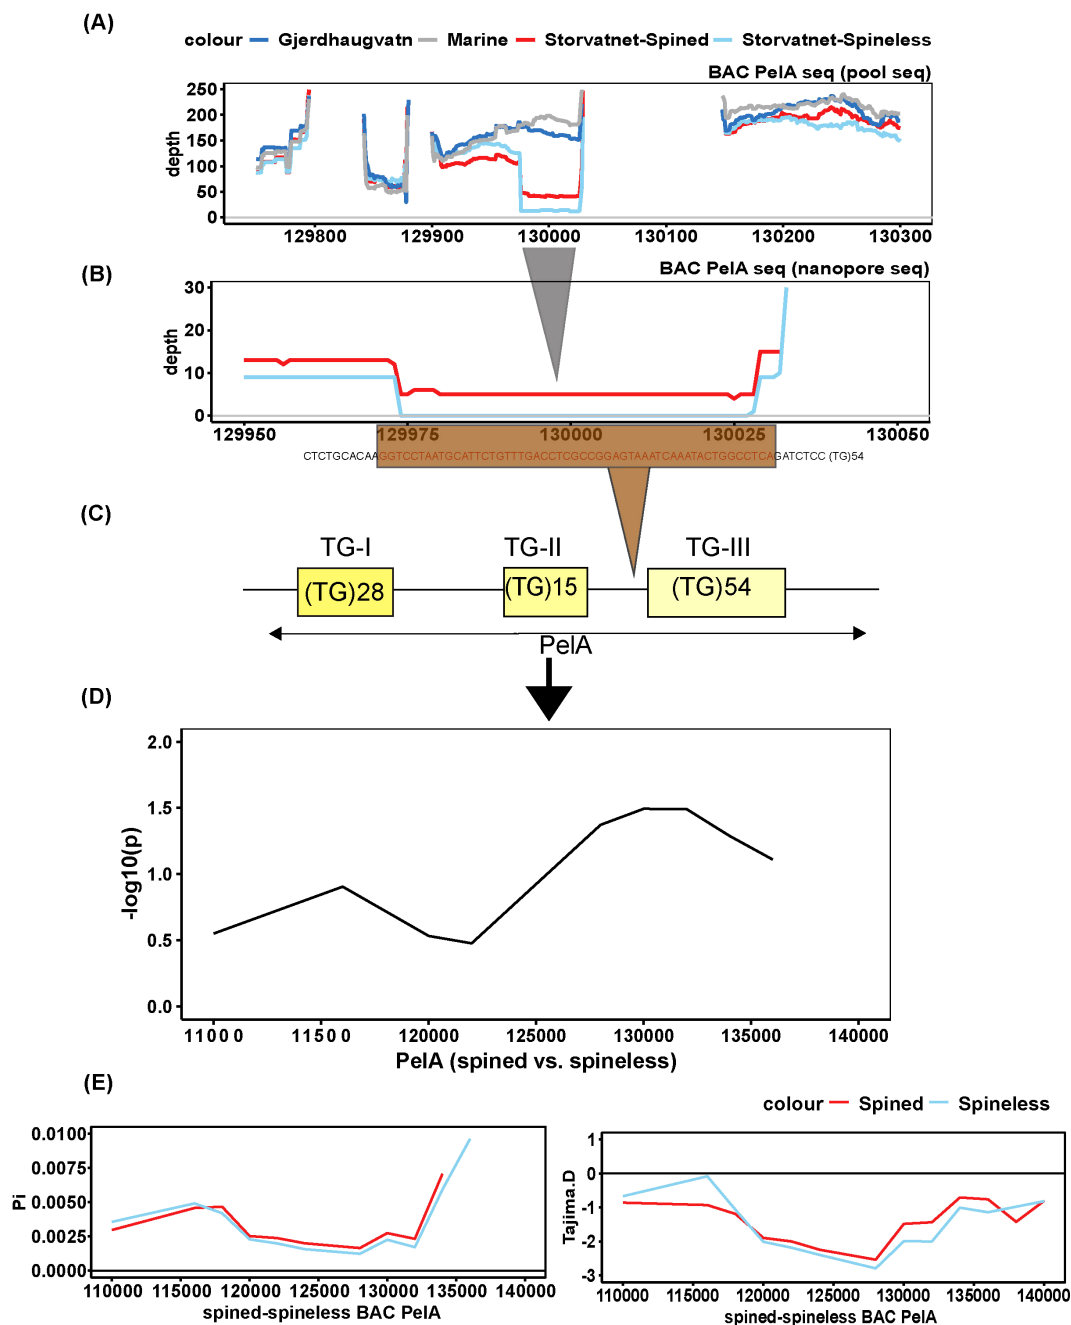 (A)
colour Gjerdhaugvatn Marine Storvatnet-Spined Storvatnet-Spineless
BAC PelA seq (pool seq)
250
200
150
100
50
0
depth
129800 129900 130000 130100 130200 130300
(B)
BAC PelA seq (nanopore seq)
30
20
10
0
depth
129950 129975 130000 130025 130050
CTCTGCACAAGGTCCTAATGCATTCTGTTTGACCTCGCCGGAGTAAATCAAATACTGGCCTCAGATCTCC (TG)54
(C)
TG-I TG-II TG-III
(TG)28 (TG)15 (TG)54
PelA
(D)
2.0
1.5
1.0
0.5
0.0
-log10(p)
1100 0 1150 0 120000 125000 130000 135000 140000
PelA (spined vs. spineless)
(E)
colour Spined Spineless
0.0100
0.0075
0.0050
0.0025
0.0000
Pi
110000 115000 120000 125000 130000 135000 140000
spined-spineless BAC PelA
1
0
-1
-2
-3
Tajima.D
110000 115000 120000 125000 130000 135000 140000
spined-spineless BAC PelA